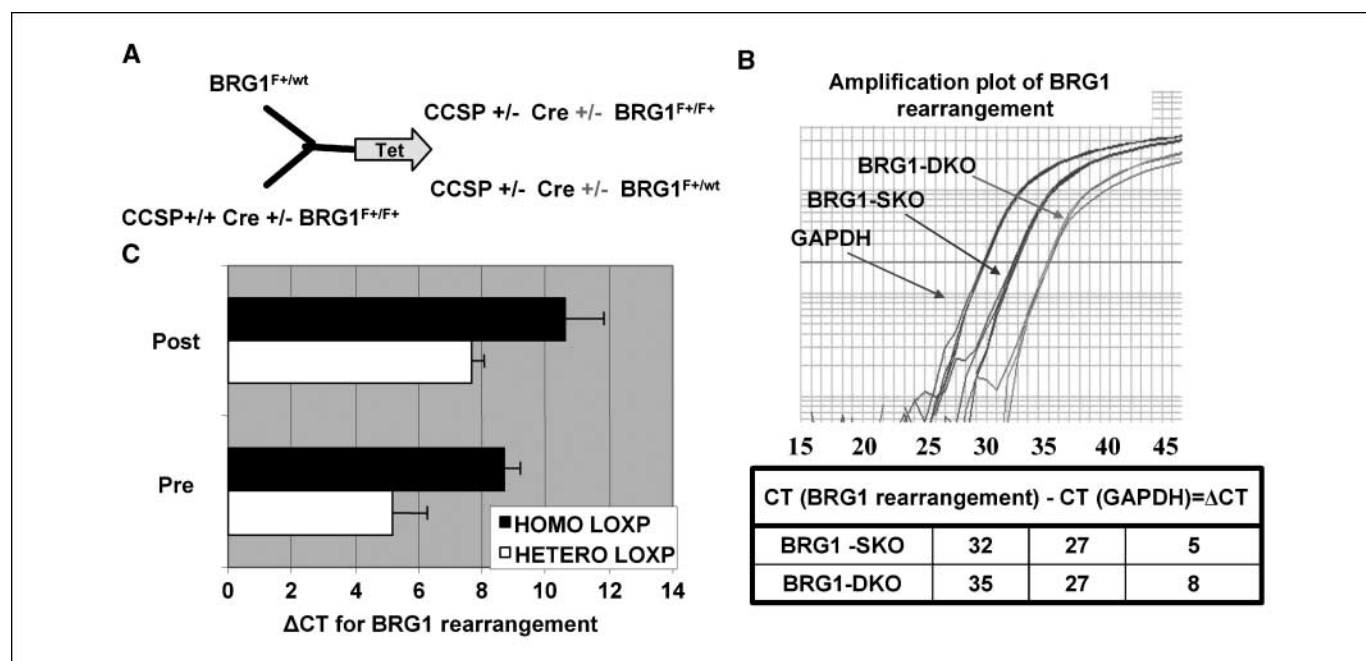 A
BRG1F+/wt
CCSP +/- Cre +/- BRG1F+/F+
Tet
CCSP +/- Cre +/- BRG1F+/wt
CCSP+/+ Cre +/- BRG1F+/F+
B
Amplification plot of BRG1
rearrangement
BRG1-DKO
BRG1-SKO
GAPDH
15 20 25 30 35 40 45
CT (BRG1 rearrangement) - CT (GAPDH)=ΔCT
BRG1 -SKO 32 27 5
BRG1-DKO 35 27 8
C
Post
Pre
HOMO LOXP
HETERO LOXP
0 2 4 6 8 10 12 14
ΔCT for BRG1 rearrangement